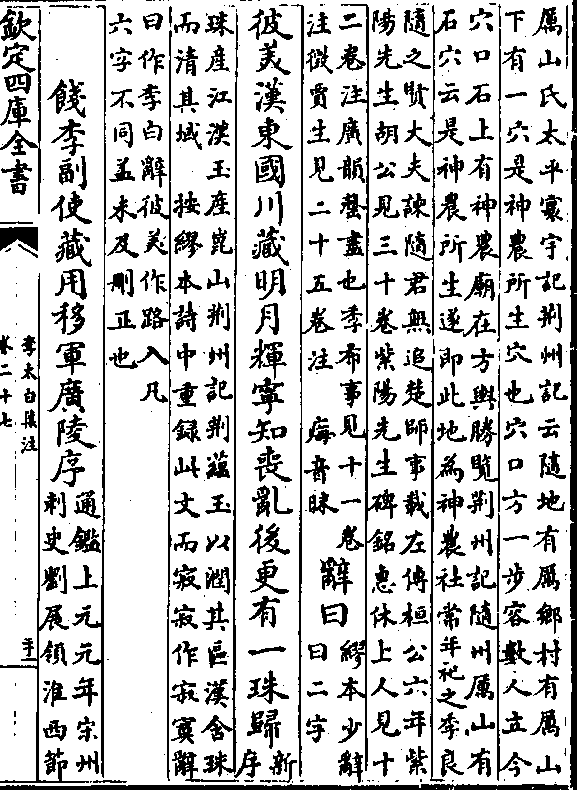 厲山氏太平寰宇記荆州記云隨地有厲鄉村有厲山
下有一穴是神農所生穴也穴口方一步容數人立今
穴口石上有神農廟在方輿勝覽荆州記隨州厲山有
石穴云是神農所生遂即此地為神農社常年祀之季良
隨之賢大夫諫隨君無追楚師事載左傳桓公六年紫
陽先生胡公見三十卷紫陽先生碑銘惠休上人見十
二卷注廣韻罄盡也季布事見十一卷
注微賈生見二十五卷注 痗音昧
辭曰
繆本少辭
曰二字
彼美漢東國川藏明月輝寧知喪亂後更有一珠歸
新
序
珠産江漢玉産崑山荆州記荆藴玉以潤其區漢含珠
而清其域 按繆本詩中重録此文而寂寂作寂寞辭
曰作李白辭彼美作路入凡
六字不同盖未及刪正也
餞李副使藏用移軍廣陵序
通鑑上元元年宋州
刺史劉展領淮西節
欽定四庫全書
李太白集注
卷二十七